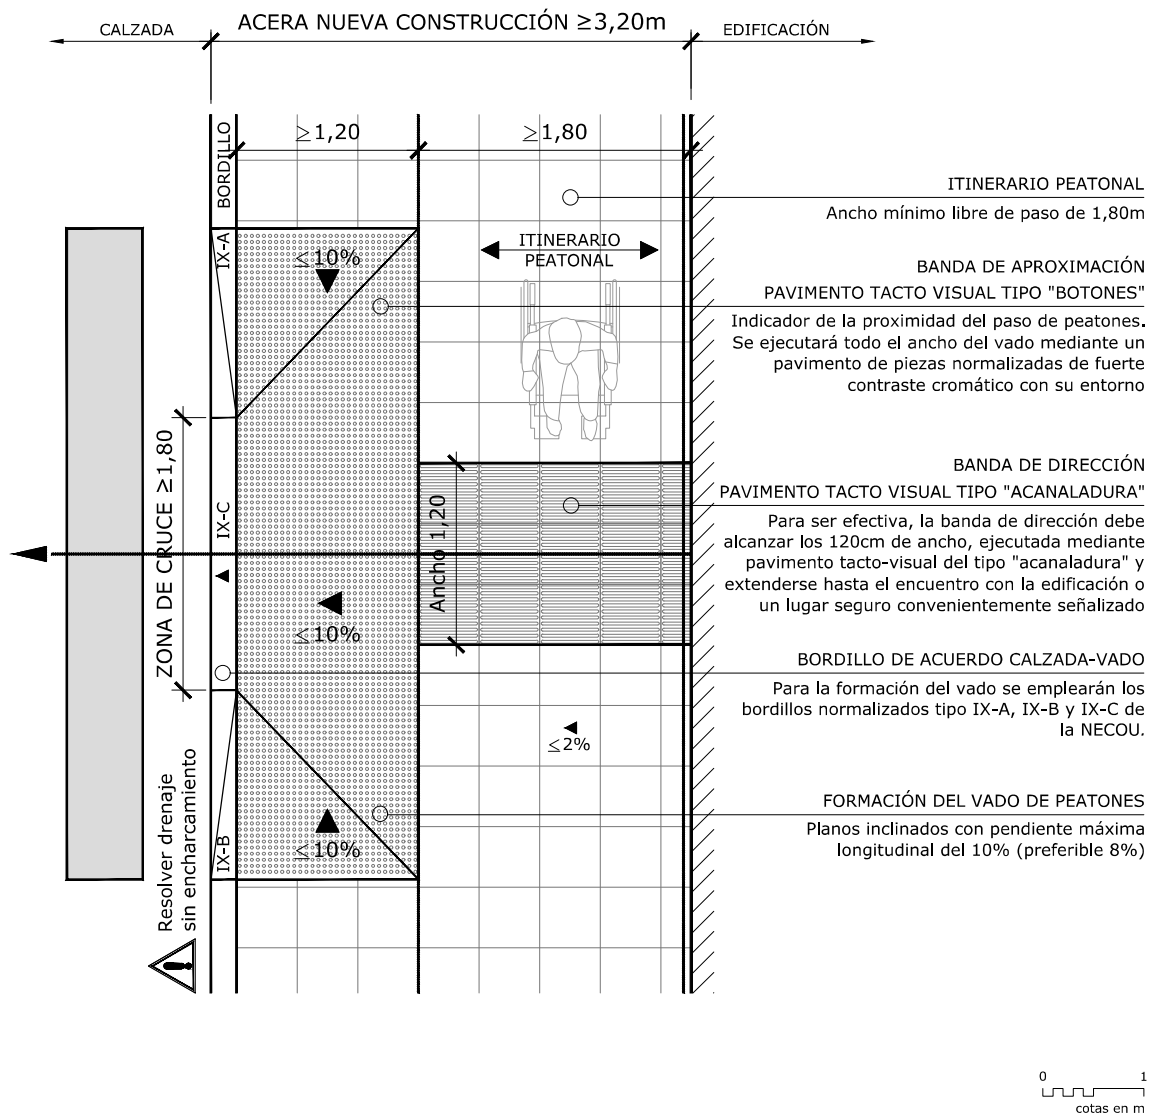 CALZADA
ACERA NUEVA CONSTRUCCIÓN ≥3,20m
EDIFICACIÓN
BORDILLO
≥1,20
≥1,80
ITINERARIO PEATONAL
Ancho mínimo libre de paso de 1,80m
IX-A
≤10%
ITINERARIO
PEATONAL
BANDA DE APROXIMACIÓN
PAVIMENTO TACTO VISUAL TIPO "BOTONES"
Indicador de la proximidad del paso de peatones.
Se ejecutará todo el ancho del vado mediante un
pavimento de piezas normalizadas de fuerte
contraste cromático con su entorno
ZONA DE CRUCE ≥1,80
IX-C
Ancho 1,20
BANDA DE DIRECCIÓN
PAVIMENTO TACTO VISUAL TIPO "ACANALADURA"
Para ser efectiva, la banda de dirección debe
alcanzar los 120cm de ancho, ejecutada mediante
pavimento tacto-visual del tipo "acanaladura" y
extenderse hasta el encuentro con la edificación o
un lugar seguro convenientemente señalizado
≤10%
BORDILLO DE ACUERDO CALZADA-VADO
Para la formación del vado se emplearán los
bordillos normalizados tipo IX-A, IX-B y IX-C de
la NECOU.
≤2%
Resolver drenaje
sin encharcamiento
IX-B
≤10%
FORMACIÓN DEL VADO DE PEATONES
Planos inclinados con pendiente máxima
longitudinal del 10% (preferible 8%)
0 1
cotas en m